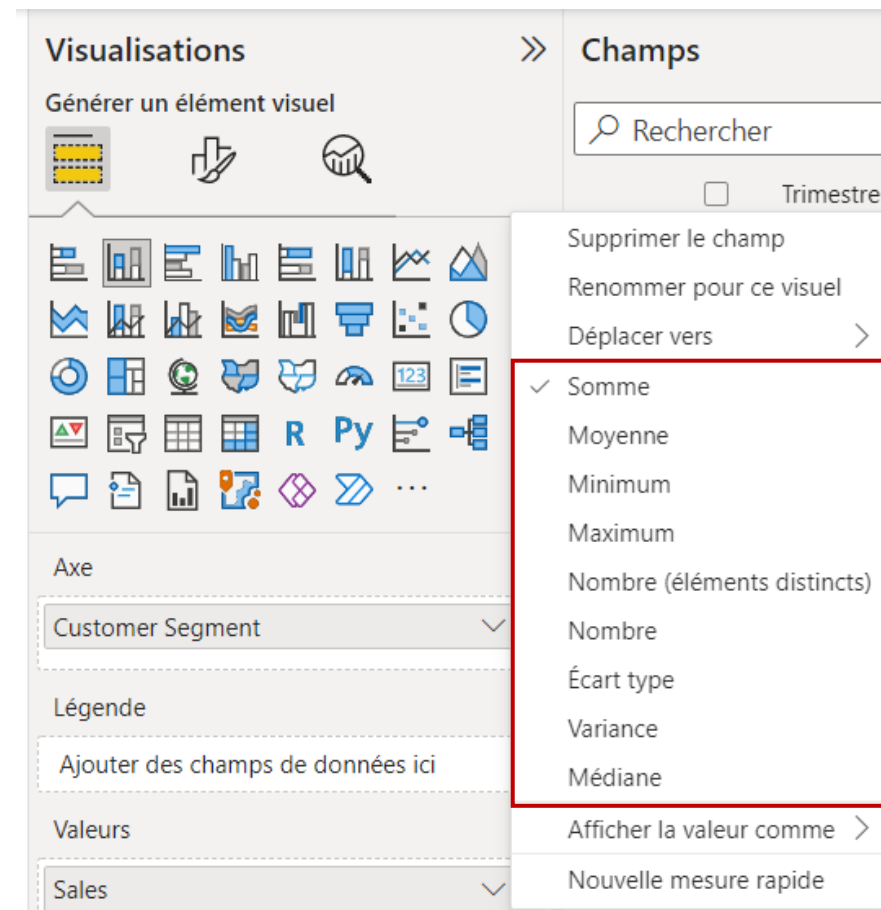 Visualisations
Générer un élément visuel
123
R
Py
Axe
Customer Segment
Légende
Ajouter des champs de données ici
Valeurs
Sales
Champs
Rechercher
Trimestre
Supprimer le champ
Renommer pour ce visuel
Déplacer vers
Somme
Moyenne
Minimum
Maximum
Nombre (éléments distincts)
Nombre
Écart type
Variance
Médiane
Afficher la valeur comme
Nouvelle mesure rapide